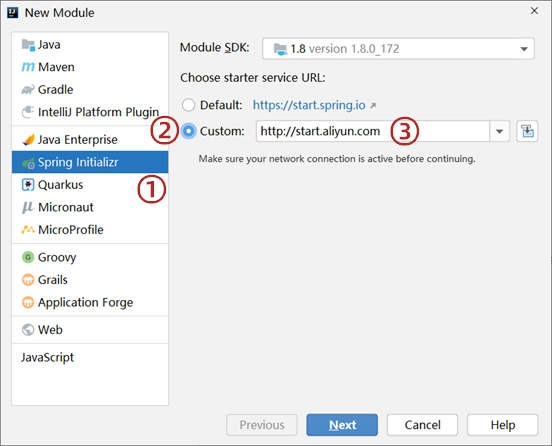 New Module
Java
Maven
Gradle
IntelliJ Platform Plugin
Java Enterprise
Spring Initializr
Quarkus
Micronaut
MicroProfile
Groovy
Grails
Application Forge
Web
JavaScript
①
Module SDK: 1.8 version 1.8.0_172
Choose starter service URL:
Default: https://start.spring.io ↗
② Custom: http://start.aliyun.com ③
Make sure your network connection is active before continuing.
Previous Next Cancel Help